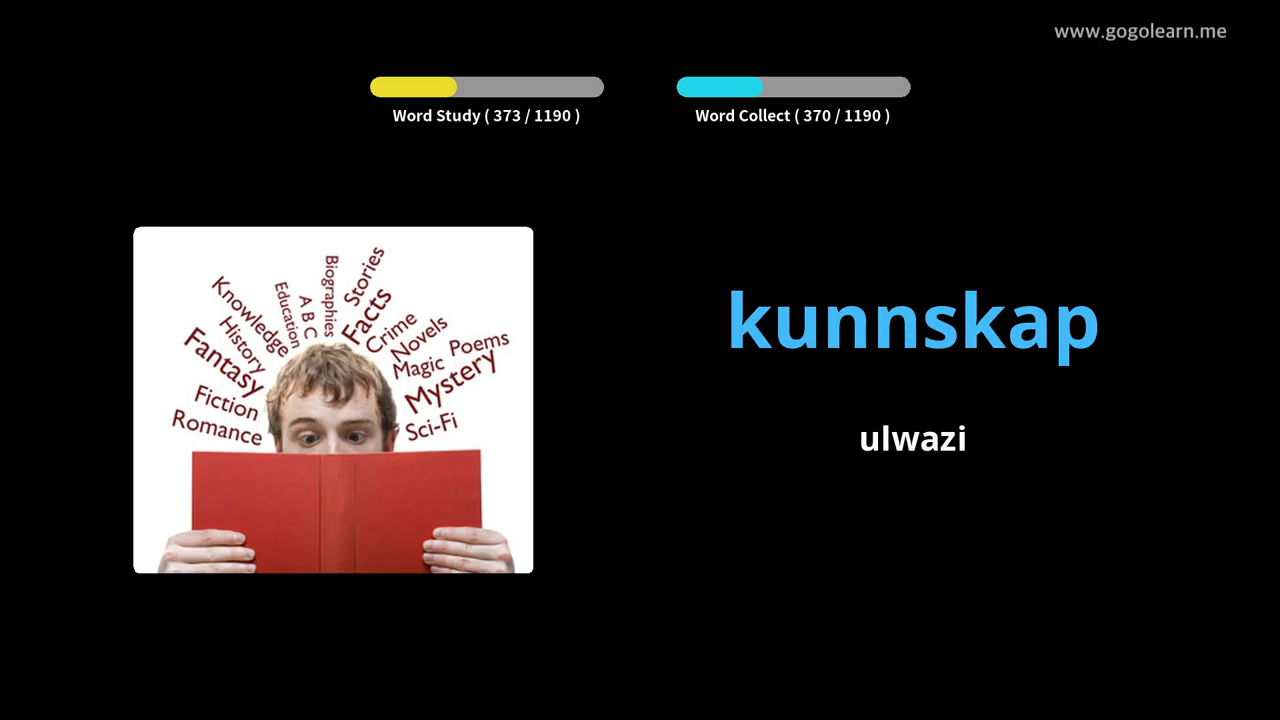 www.gogolearn.me
Word Study ( 373 / 1190 )
Word Collect ( 370 / 1190 )
Knowledge
Education
A B C
Biographies
Stories
Facts
Crime
Novels
Poems
History
Fantasy
Magic
Mystery
Fiction
Romance
Sci-Fi
kunnskap
ulwazi